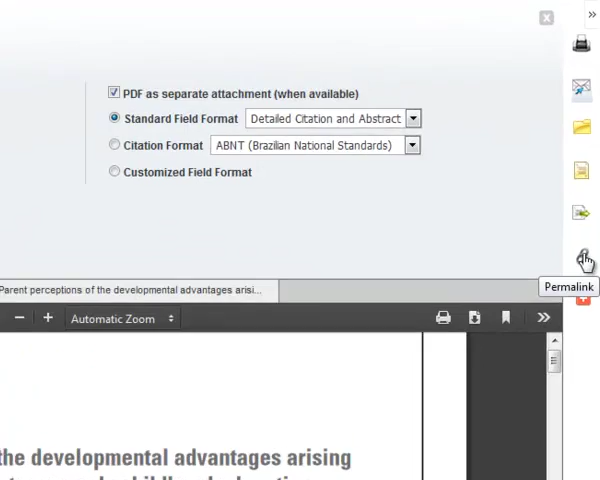 PDF as separate attachment (when available)
Standard Field Format Detailed Citation and Abstract
Citation Format ABNT (Brazilian National Standards)
Customized Field Format
Permalink
Parent perceptions of the developmental advantages arisi...
Automatic Zoom
the developmental advantages arising